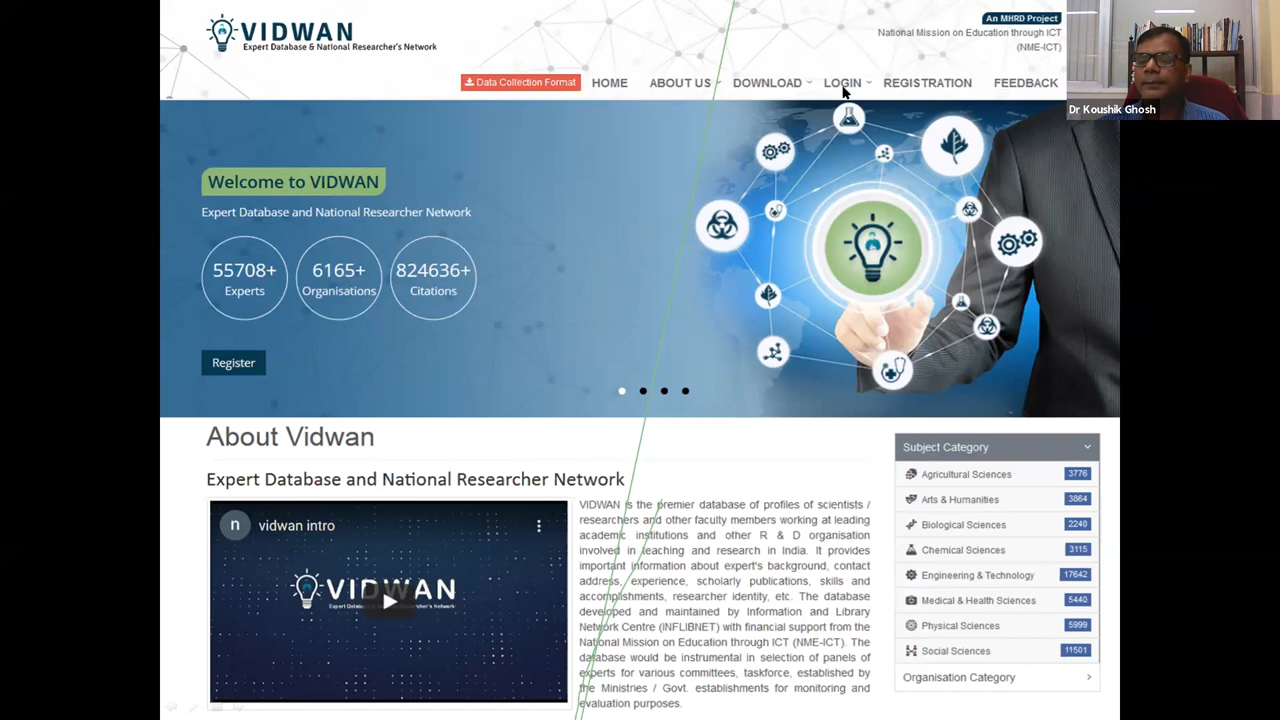 VIDWAN
Expert Database & National Researcher's Network
An MHRD Project
National Mission on Education through ICT
(NME-ICT)
Data Collection Format
HOME
ABOUT US
DOWNLOAD
LOGIN
REGISTRATION
FEEDBACK
Dr Koushik Ghosh
Welcome to VIDWAN
Expert Database and National Researcher Network
55708+
Experts
6165+
Organisations
824636+
Citations
Register
About Vidwan
Expert Database and National Researcher Network
n
vidwan intro
VIDWAN
Expert Database & National Researcher's Network
VIDWAN is the premier database of profiles of scientists /
researchers and other faculty members working at leading
academic institutions and other R & D organisation
involved in teaching and research in India. It provides
important information about expert's background, contact
address, experience, scholarly publications, skills and
accomplishments, researcher identity, etc. The database
developed and maintained by Information and Library
Network Centre (INFLIBNET) with financial support from the
National Mission on Education through ICT (NME-ICT). The
database would be instrumental in selection of panels of
experts for various committees, taskforce, established by
the Ministries / Govt. establishments for monitoring and
evaluation purposes.
Subject Category
Agricultural Sciences 3776
Arts & Humanities 3864
Biological Sciences 2240
Chemical Sciences 3115
Engineering & Technology 17642
Medical & Health Sciences 5440
Physical Sciences 5999
Social Sciences 11501
Organisation Category